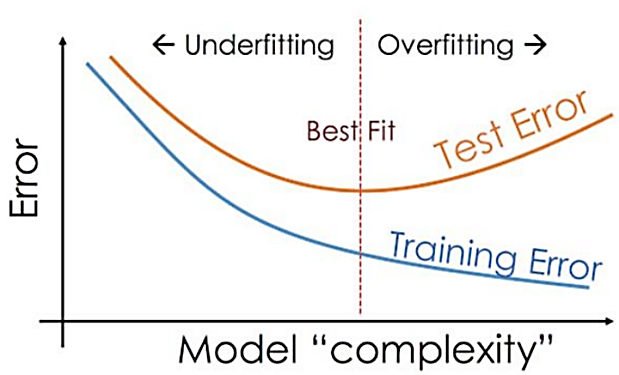 ← Underfitting
Overfitting →
Best Fit
Test Error
Training Error
Error
Model “complexity”